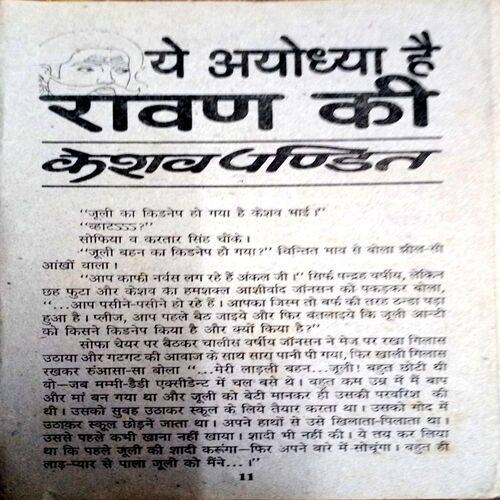 ये अयोध्या है
रावण की
केशव पण्डित
"जूली का किडनेप हो गया है केशव भाई।"
"व्हाटऽऽऽ?"
सोफिया व करतार सिंह चौंके।
"जूली बहन का किडनेप हो गया?" चिन्तित भाव से बोला झील-सी
आंखों वाला।
"आप काफी नर्वस लग रहे हैं अंकल जी।" सिर्फ पन्द्रह वर्षीय, लेकिन
छह फुटा और केशव का हमशक्ल आशीर्वाद जॉनसन को पकड़कर बोला,
"...आप पसीने-पसीने हो रहे हैं। आपका जिस्म तो बर्फ की तरह ठन्डा पड़ा
हुआ है। प्लीज, आप पहले बैठ जाइये और फिर बतलाइये कि जूली आन्टी
को किसने किडनेप किया है और क्यों किया है?"
सोफा चेयर पर बैठकर चालीस वर्षीय जॉनसन ने मेज पर रखा गिलास
उठाया और गटगट की आवाज के साथ सारा पानी पी गया, फिर खाली गिलास
रखकर रुंआसा-सा बोला "...मेरी लाड़ली बहन...जूली! बहुत छोटी थी
वो—जब मम्मी-डैडी एक्सीडेन्ट में चल बसे थे। बहुत कम उम्र में मैं बाप
और मां बन गया था और जूली को बेटी मानकर ही उसकी परवरिश की
थी। उसको सुबह उठाकर स्कूल के लिये तैयार करता था। उसको गोद में
उठाकर स्कूल छोड़ने जाता था। अपने हाथों से उसे खिलाता-पिलाता था।
उससे पहले कभी खाना नहीं खाया। शादी भी नहीं की। ये तय कर लिया
था कि पहले जूली की शादी करूंगा—फिर अपने बारे में सोचूंगा। बहुत ही
लाड़-प्यार से पाला जूली को मैंने...।"
11